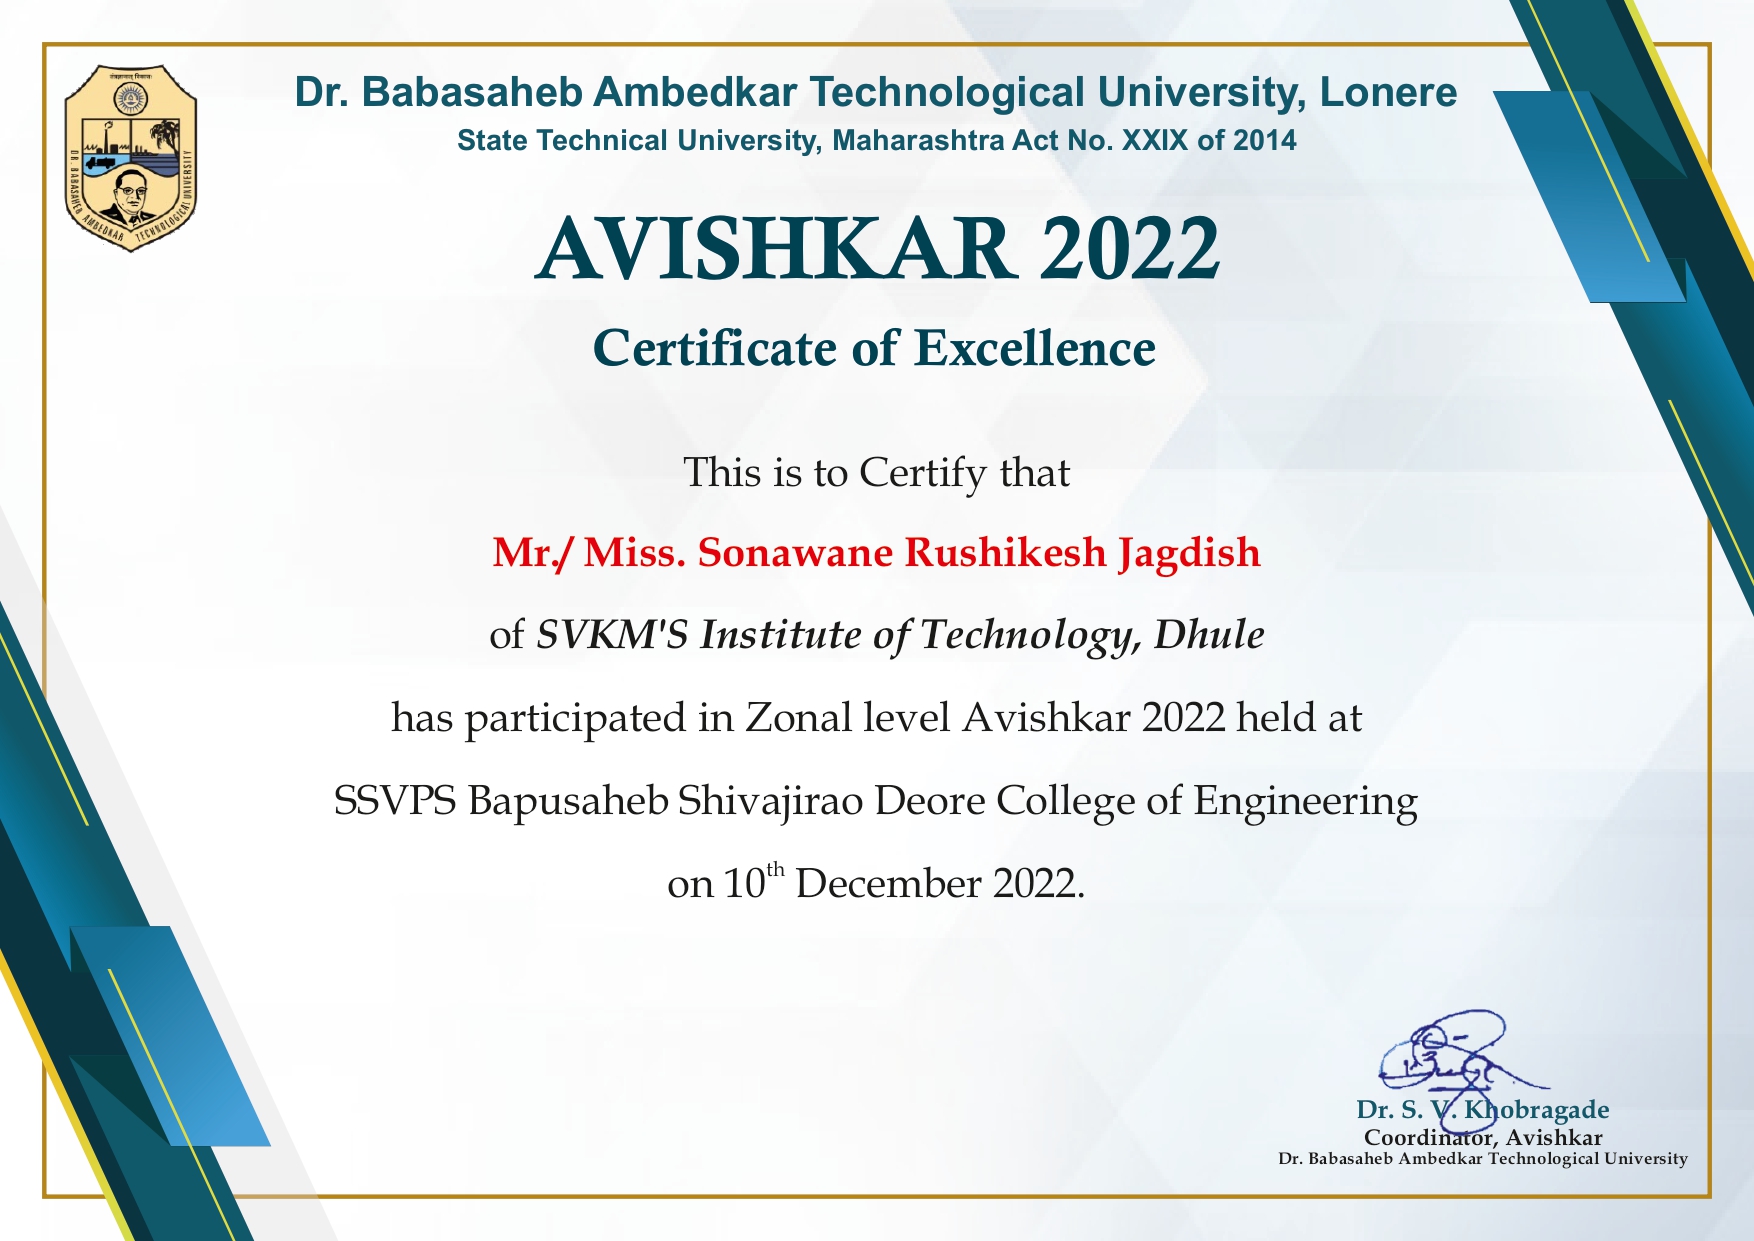 Dr. Babasaheb Ambedkar Technological University, Lonere
State Technical University, Maharashtra Act No. XXIX of 2014
DR. BABASAHEB AMBEDKAR TECHNOLOGICAL UNIVERSITY
AVISHKAR 2022
Certificate of Excellence
This is to Certify that
Mr./ Miss. Sonawane Rushikesh Jagdish
of SVKM'S Institute of Technology, Dhule
has participated in Zonal level Avishkar 2022 held at
SSVPS Bapusaheb Shivajirao Deore College of Engineering
on 10th December 2022.
Dr. S. V. Khobragade
Coordinator, Avishkar
Dr. Babasaheb Ambedkar Technological University